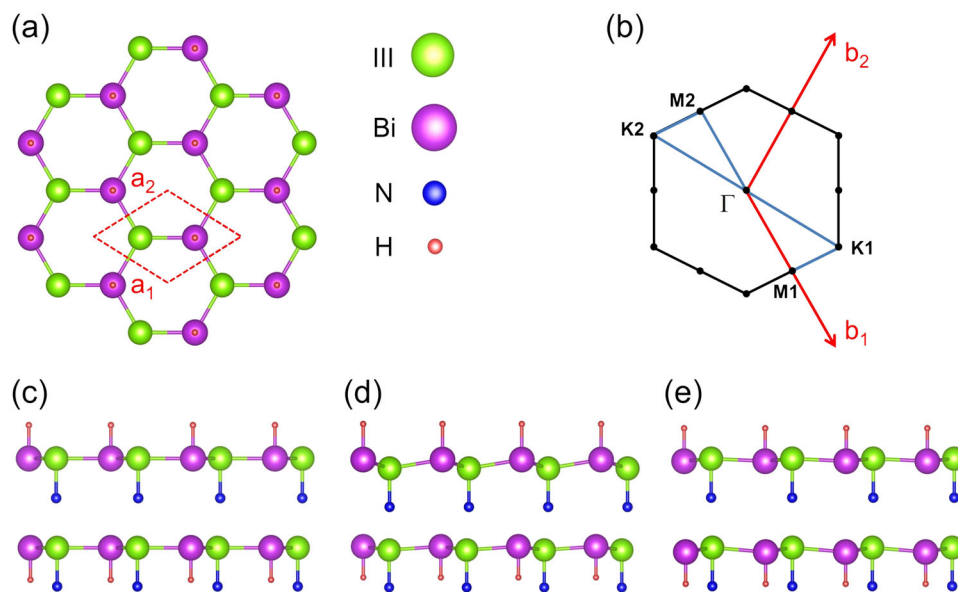 (a)
a₂
a₁
III
Bi
N
H
(b)
b₂
M2
K2
Γ
K1
M1
b₁
(c)
(d)
(e)